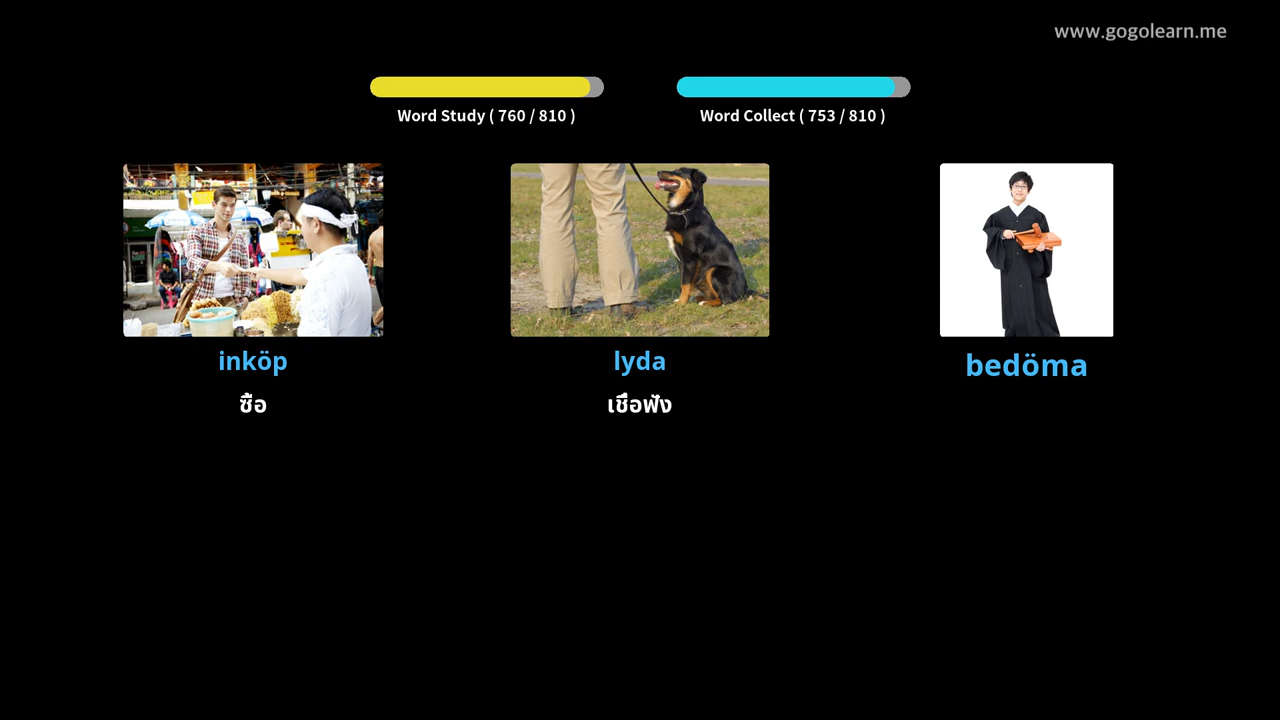 www.gogolearn.me
Word Study ( 760 / 810 )
Word Collect ( 753 / 810 )
inköp
lyda
bedöma
ซื้อ
เชื่อฟัง